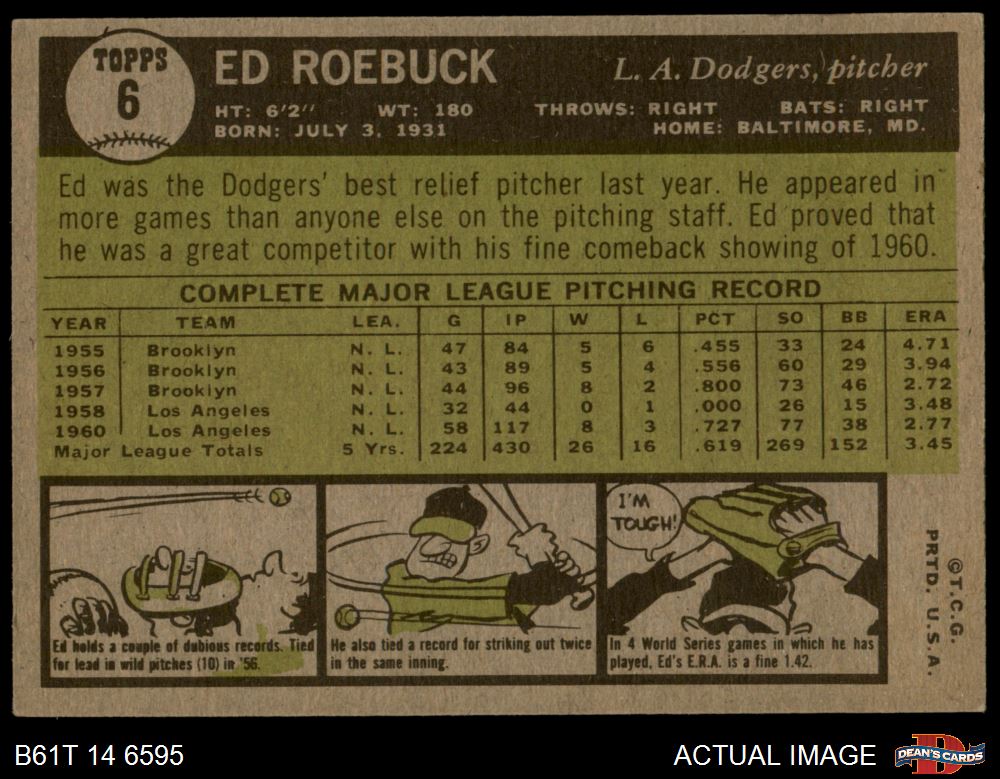 TOPPS
6
ED ROEBUCK
L. A. Dodgers, pitcher
HT: 6'2" WT: 180 THROWS: RIGHT BATS: RIGHT
BORN: JULY 3, 1931 HOME: BALTIMORE, MD.
Ed was the Dodgers' best relief pitcher last year. He appeared in
more games than anyone else on the pitching staff. Ed proved that
he was a great competitor with his fine comeback showing of 1960.
COMPLETE MAJOR LEAGUE PITCHING RECORD
YEAR TEAM LEA. G IP W L PCT SO BB ERA
1955 Brooklyn N. L. 47 84 5 6 .455 33 24 4.71
1956 Brooklyn N. L. 43 89 5 4 .556 60 29 3.94
1957 Brooklyn N. L. 44 96 8 2 .800 73 46 2.72
1958 Los Angeles N. L. 32 44 0 1 .000 26 15 3.48
1960 Los Angeles N. L. 58 117 8 3 .727 77 38 2.77
Major League Totals 5 Yrs. 224 430 26 16 .619 269 152 3.45
Ed holds a couple of dubious records. Tied
for lead in wild pitches (10) in '56.
He also tied a record for striking out twice
in the same inning.
I'M
TOUGH!
In 4 World Series games in which he has
played, Ed's E.R.A. is a fine 1.42.
©T.C.G.
PRTD. U.S.A.
B61T 14 6595
ACTUAL IMAGE
D
DEAN'S CARDS